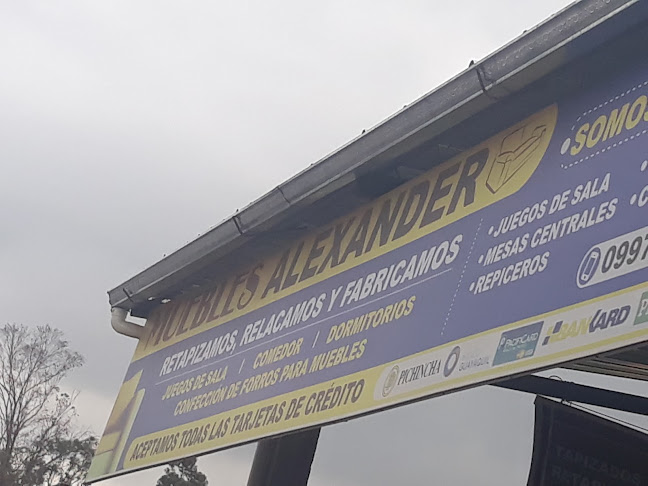 MUEBLES ALEXANDER
RETAPIZAMOS, RELACAMOS Y FABRICAMOS
JUEGOS DE SALA / COMEDOR / DORMITORIOS
CONFECCIÓN DE FORROS PARA MUEBLES
ACEPTAMOS TODAS LAS TARJETAS DE CRÉDITO
SOMOS
•JUEGOS DE SALA
•MESAS CENTRALES
•REPICEROS
0997
PICHINCHA
GUAYAQUIL
PACIFICARD
BANKARD
TAPIZADOS